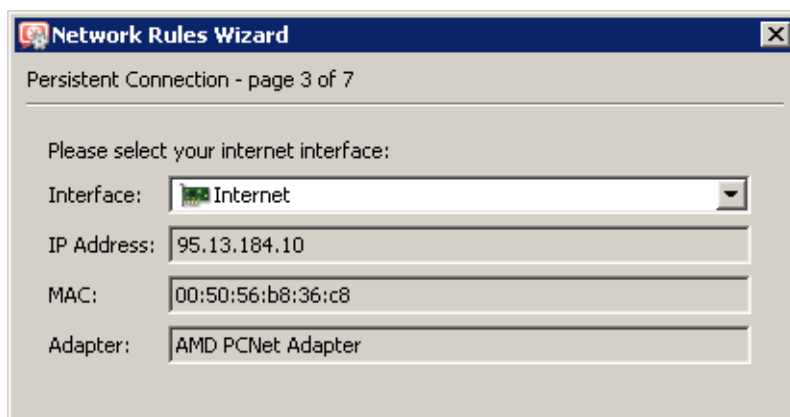 Network Rules Wizard
Persistent Connection - page 3 of 7
Please select your internet interface:
Interface: Internet
IP Address: 95.13.184.10
MAC: 00:50:56:b8:36:c8
Adapter: AMD PCNet Adapter